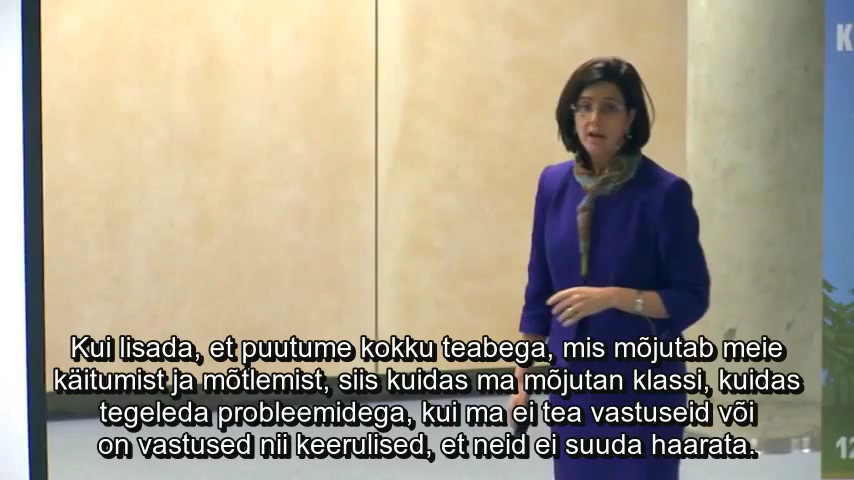 K
Kui lisada, et puutume kokku teabega, mis mõjutab meie
käitumist ja mõtlemist, siis kuidas ma mõjutan klassi, kuidas
tegeleda probleemidega, kui ma ei tea vastuseid või
on vastused nii keerulised, et neid ei suuda haarata.
12